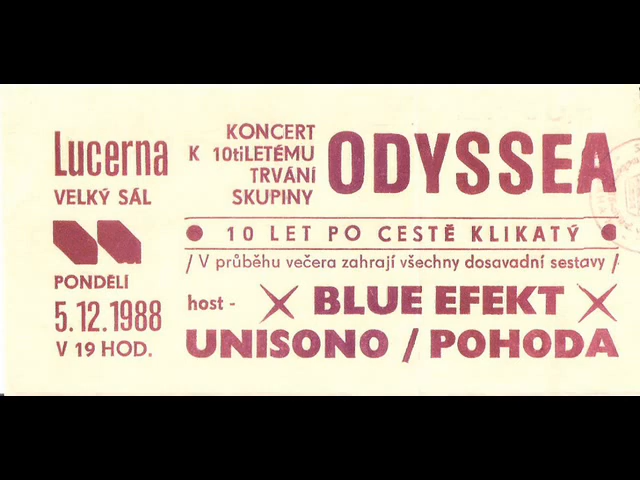 Lucerna
VELKÝ SÁL
PONDĚLÍ
5.12.1988
V 19 HOD.
KONCERT
K 10tiLETÉMU
TRVÁNÍ
SKUPINY
ODYSSEA
● 10 LET PO CESTĚ KLIKATÝ ●
/ V průběhu večera zahrají všechny dosavadní sestavy /
host - X BLUE EFEKT X
UNISONO / POHODA